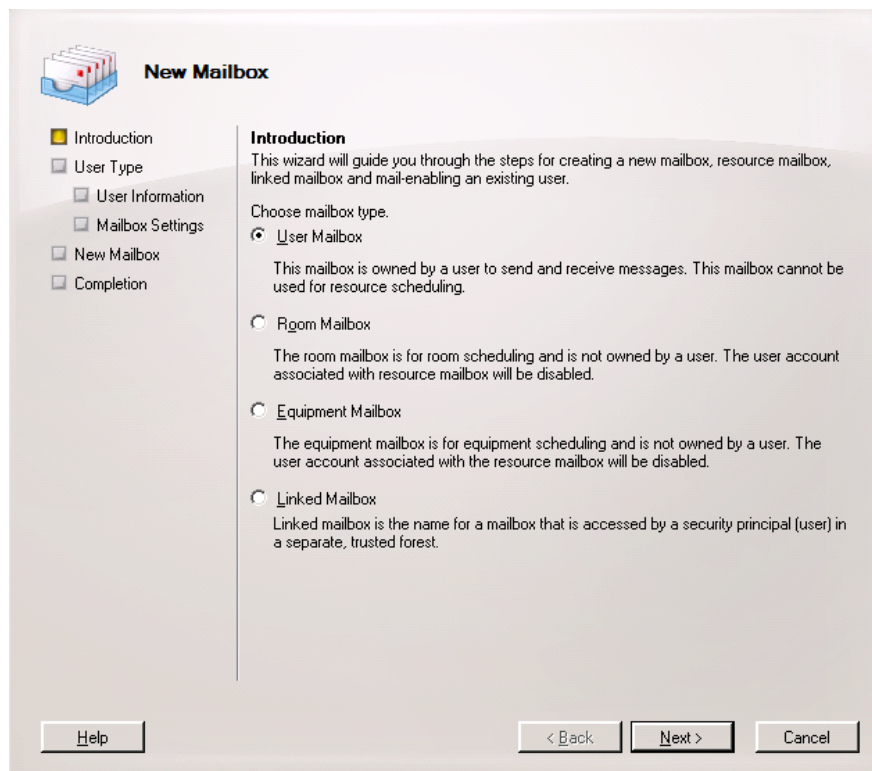 New Mailbox
Introduction
User Type
User Information
Mailbox Settings
New Mailbox
Completion
Introduction
This wizard will guide you through the steps for creating a new mailbox, resource mailbox,
linked mailbox and mail-enabling an existing user.
Choose mailbox type.
User Mailbox
This mailbox is owned by a user to send and receive messages. This mailbox cannot be
used for resource scheduling.
Room Mailbox
The room mailbox is for room scheduling and is not owned by a user. The user account
associated with resource mailbox will be disabled.
Equipment Mailbox
The equipment mailbox is for equipment scheduling and is not owned by a user. The
user account associated with the resource mailbox will be disabled.
Linked Mailbox
Linked mailbox is the name for a mailbox that is accessed by a security principal (user) in
a separate, trusted forest.
Help
< Back
Next >
Cancel